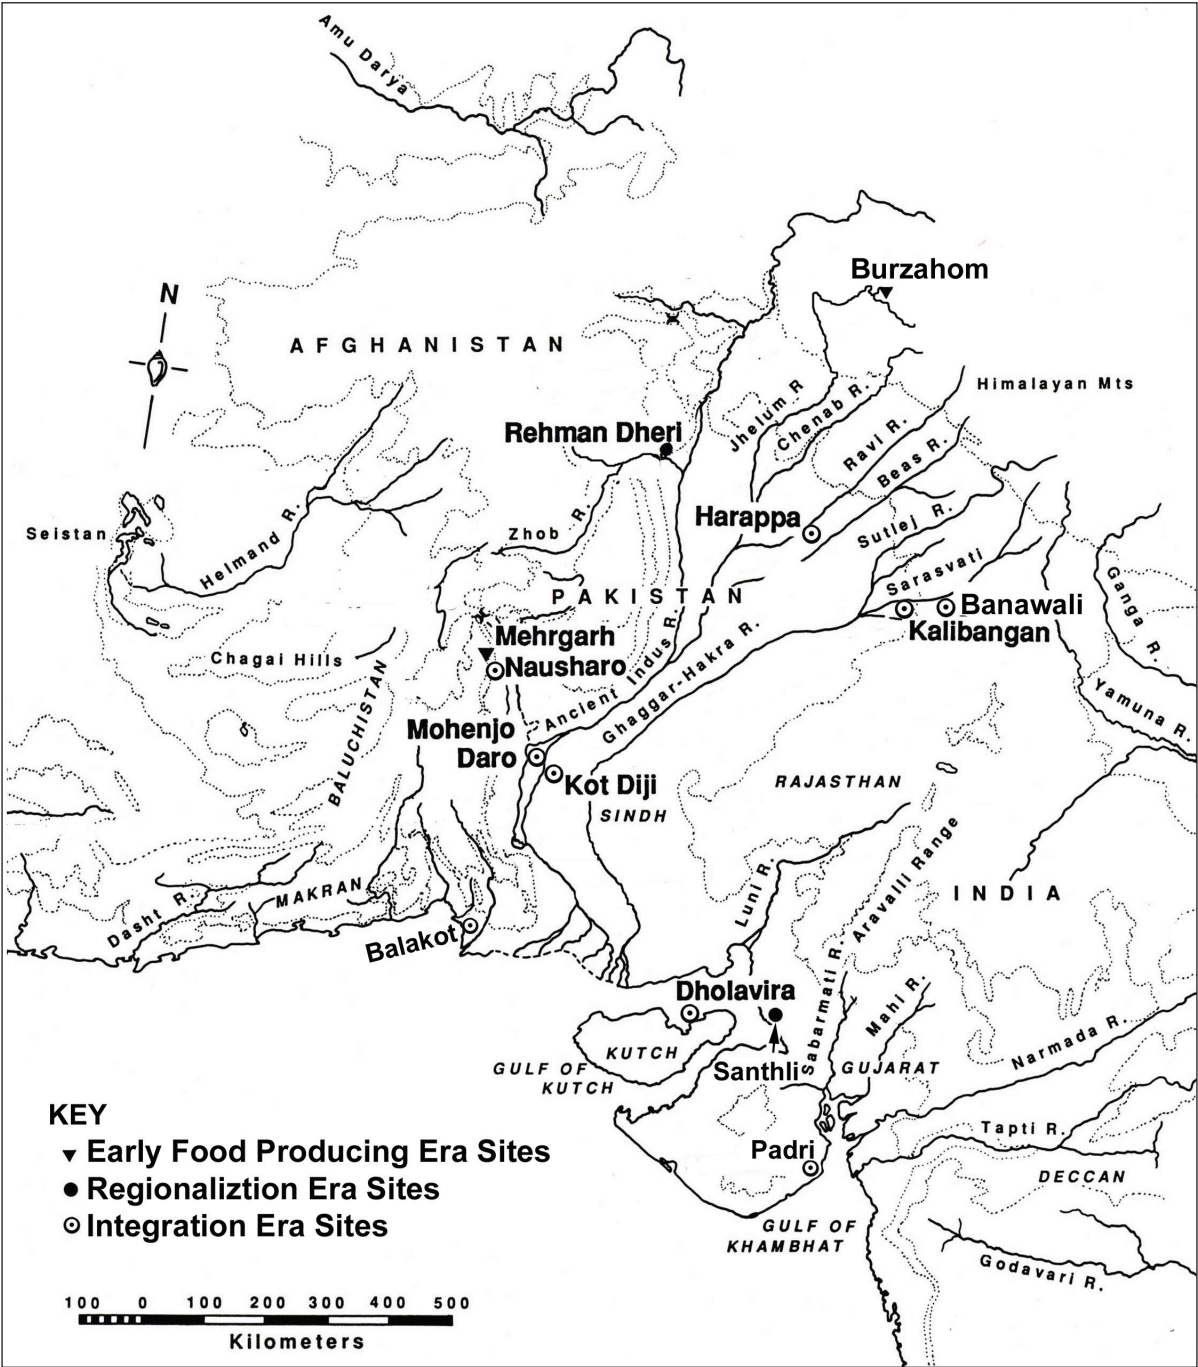 Amu Darya
Burzahom
N
AFGHANISTAN
Himalayan Mts
Jhelum R
Chenab R.
Rehman Dheri
Ravi R.
Beas R.
Harappa
Sutlej R.
Seistan
Helmand R.
Zhob R.
Sarasvati
Ganga R.
PAKISTAN
Banawali
Kalibangan
Mehrgarh
Nausharo
Chagai Hills
Ancient Indus R.
Ghaggar-Hakra R.
Yamuna R.
BALUCHISTAN
Mohenjo
Daro
Kot Diji
RAJASTHAN
SINDH
Aravalli Range
Luni R.
INDIA
MAKRAN
Dasht R.
Balakot
Dholavira
Sabarmati R.
Mahi R.
Narmada R.
KUTCH
GULF OF
KUTCH
Santhli
GUJARAT
Tapti R.
Padri
DECCAN
GULF OF
KHAMBHAT
Godavari R.
KEY
Early Food Producing Era Sites
Regionaliztion Era Sites
Integration Era Sites
100 0 100 200 300 400 500
Kilometers